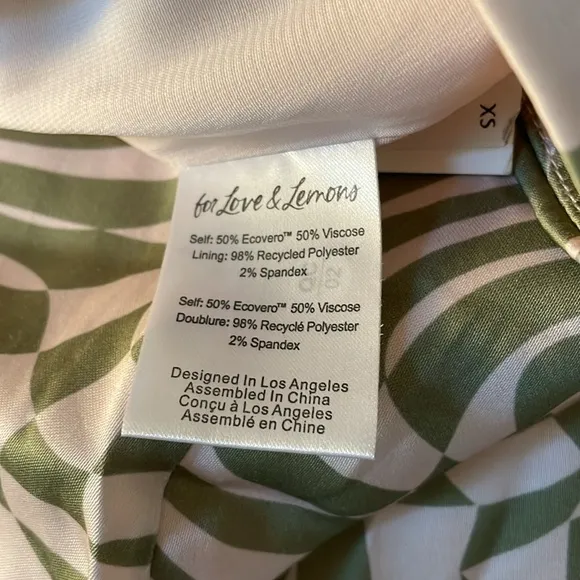 XS
for Love & Lemons
Self: 50% Ecovero™ 50% Viscose
Lining: 98% Recycled Polyester
2% Spandex
Self: 50% Ecovero™ 50% Viscose
Doublure: 98% Recyclé Polyester
2% Spandex
Designed In Los Angeles
Assembled In China
Conçu à Los Angeles
Assemblé en Chine